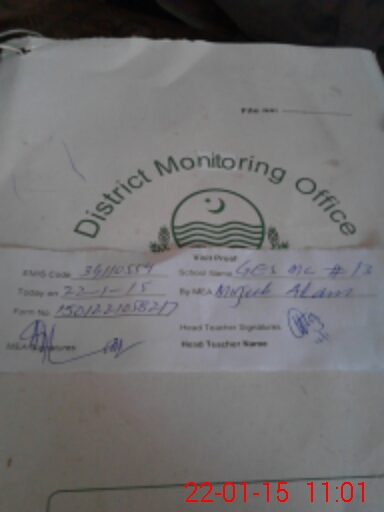 File No:
District Monitoring Office
Visit Proof
EMIS Code 34110559 School Name GES MC # 13
Today on 22-1-15 By MEA Mujeeb Alam
Form No. 150122105821?
Head Teacher Signatures
MEA Signatures
Head Teacher Name
22-01-15 11:01